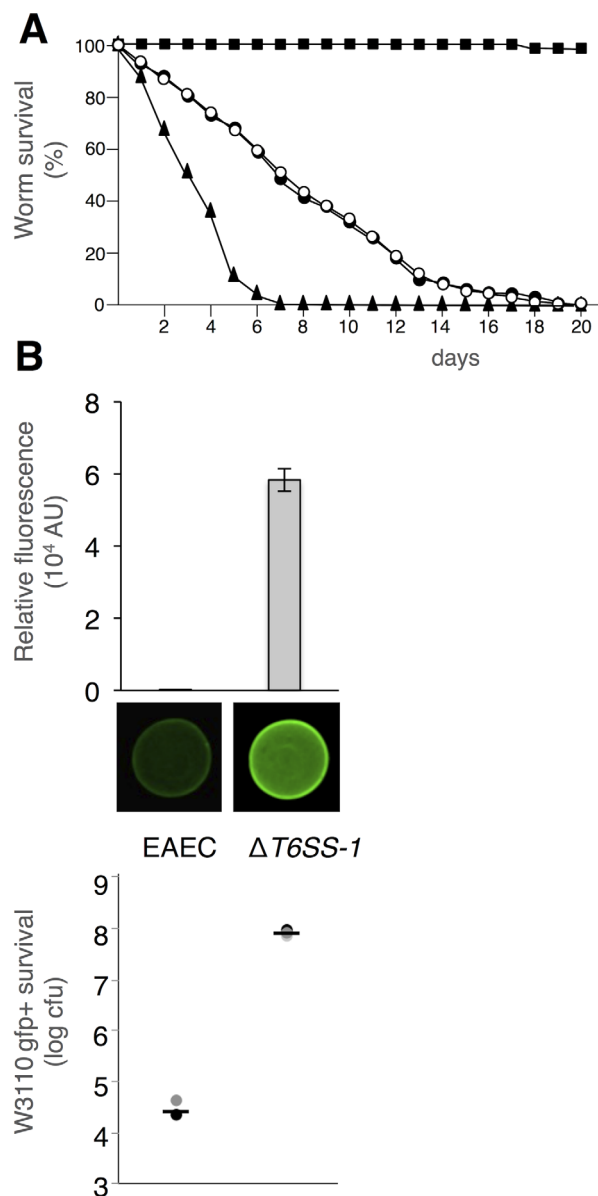 A
Worm survival
(%)
100
80
60
40
20
0
2 4 6 8 10 12 14 16 18 20
days
B
Relative fluorescence
(10⁴ AU)
8
6
4
2
0
EAEC ΔT6SS-1
W3110 gfp+ survival
(log cfu)
9
8
7
6
5
4
3